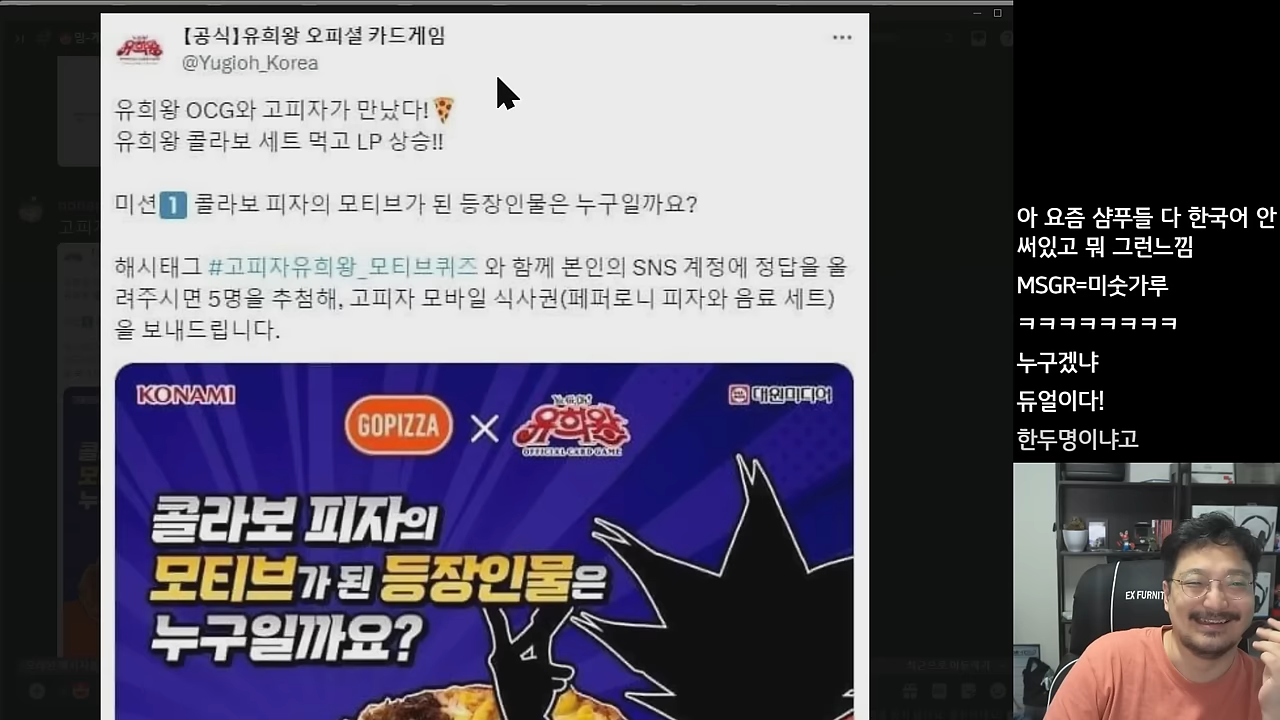 【공식】유희왕 오피셜 카드게임
@Yugioh_Korea
유희왕 OCG와 고피자가 만났다!
유희왕 콜라보 세트 먹고 LP 상승!!
미션1 콜라보 피자의 모티브가 된 등장인물은 누구일까요?
해시태그 #고피자유희왕_모티브퀴즈 와 함께 본인의 SNS 계정에 정답을 올
려주시면 5명을 추첨해, 고피자 모바일 식사권(페퍼로니 피자와 음료 세트)
을 보내드립니다.
KONAMI
GOPIZZA
×
유희왕
OFFICIAL CARD GAME
대원미디어
콜라보 피자의
모티브가 된 등장인물은
누구일까요?
아 요즘 샴푸들 다 한국어 안
써있고 뭐 그런느낌
MSGR=미숫가루
ㅋㅋㅋㅋㅋㅋㅋㅋ
누구겠냐
듀얼이다!
한두명이냐고
EX FURNIT